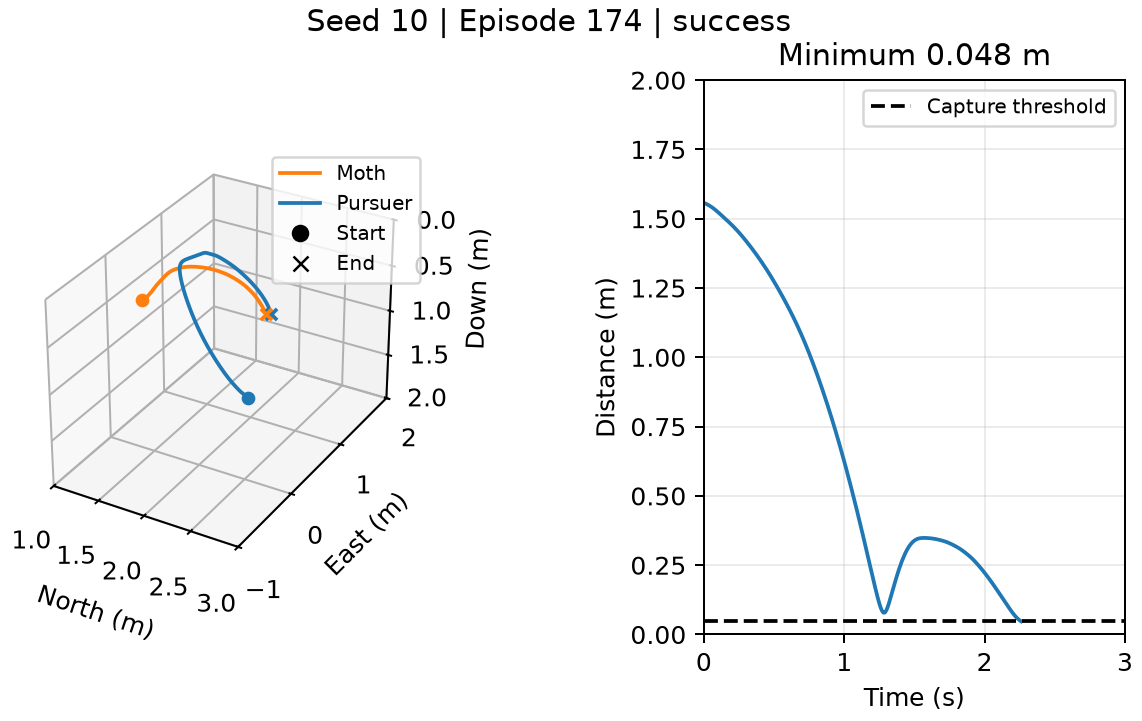 Seed 10 | Episode 174 | success
Moth
Pursuer
Start
End
0.0
0.5
1.0
1.5
2.0
Down (m)
2
1
0
−1
East (m)
1.0
1.5
2.0
2.5
3.0
North (m)
Minimum 0.048 m
Capture threshold
2.00
1.75
1.50
1.25
1.00
0.75
0.50
0.25
0.00
Distance (m)
0
1
2
3
Time (s)